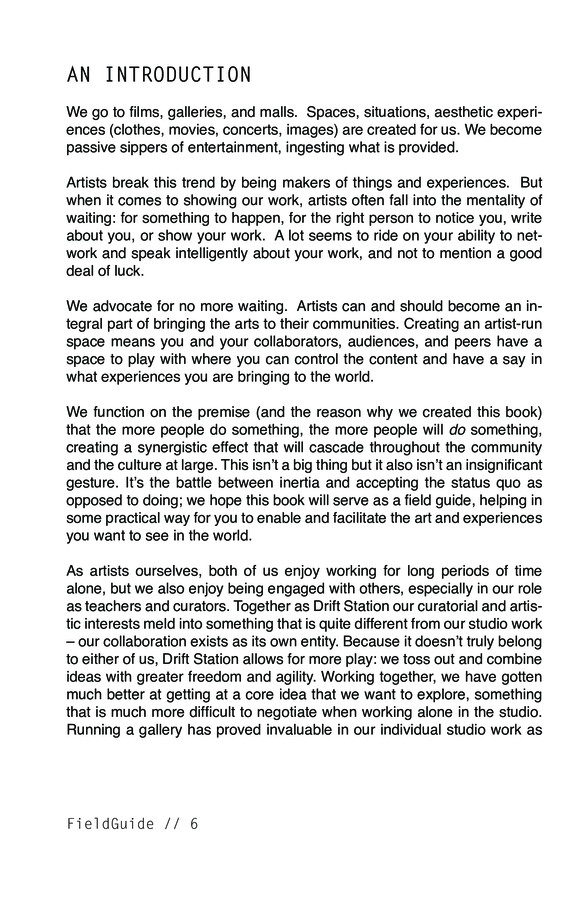 AN INTRODUCTION
We go to films, galleries, and malls.  Spaces, situations, aesthetic experi-
ences (clothes, movies, concerts, images) are created for us. We become
passive sippers of entertainment, ingesting what is provided.
Artists break this trend by being makers of things and experiences.  But
when it comes to showing our work, artists often fall into the mentality of
waiting: for something to happen, for the right person to notice you, write
about you, or show your work.  A lot seems to ride on your ability to net-
work and speak intelligently about your work, and not to mention a good
deal of luck.
We advocate for no more waiting.  Artists can and should become an in-
tegral part of bringing the arts to their communities. Creating an artist-run
space means you and your collaborators, audiences, and peers have a
space to play with where you can control the content and have a say in
what experiences you are bringing to the world.
We function on the premise (and the reason why we created this book)
that the more people do something, the more people will do something,
creating a synergistic effect that will cascade throughout the community
and the culture at large. This isn’t a big thing but it also isn’t an insignificant
gesture. It’s the battle between inertia and accepting the status quo as
opposed to doing; we hope this book will serve as a field guide, helping in
some practical way for you to enable and facilitate the art and experiences
you want to see in the world.
As artists ourselves, both of us enjoy working for long periods of time
alone, but we also enjoy being engaged with others, especially in our role
as teachers and curators. Together as Drift Station our curatorial and artis-
tic interests meld into something that is quite different from our studio work
– our collaboration exists as its own entity. Because it doesn’t truly belong
to either of us, Drift Station allows for more play: we toss out and combine
ideas with greater freedom and agility. Working together, we have gotten
much better at getting at a core idea that we want to explore, something
that is much more difficult to negotiate when working alone in the studio.
Running a gallery has proved invaluable in our individual studio work as
FieldGuide // 6